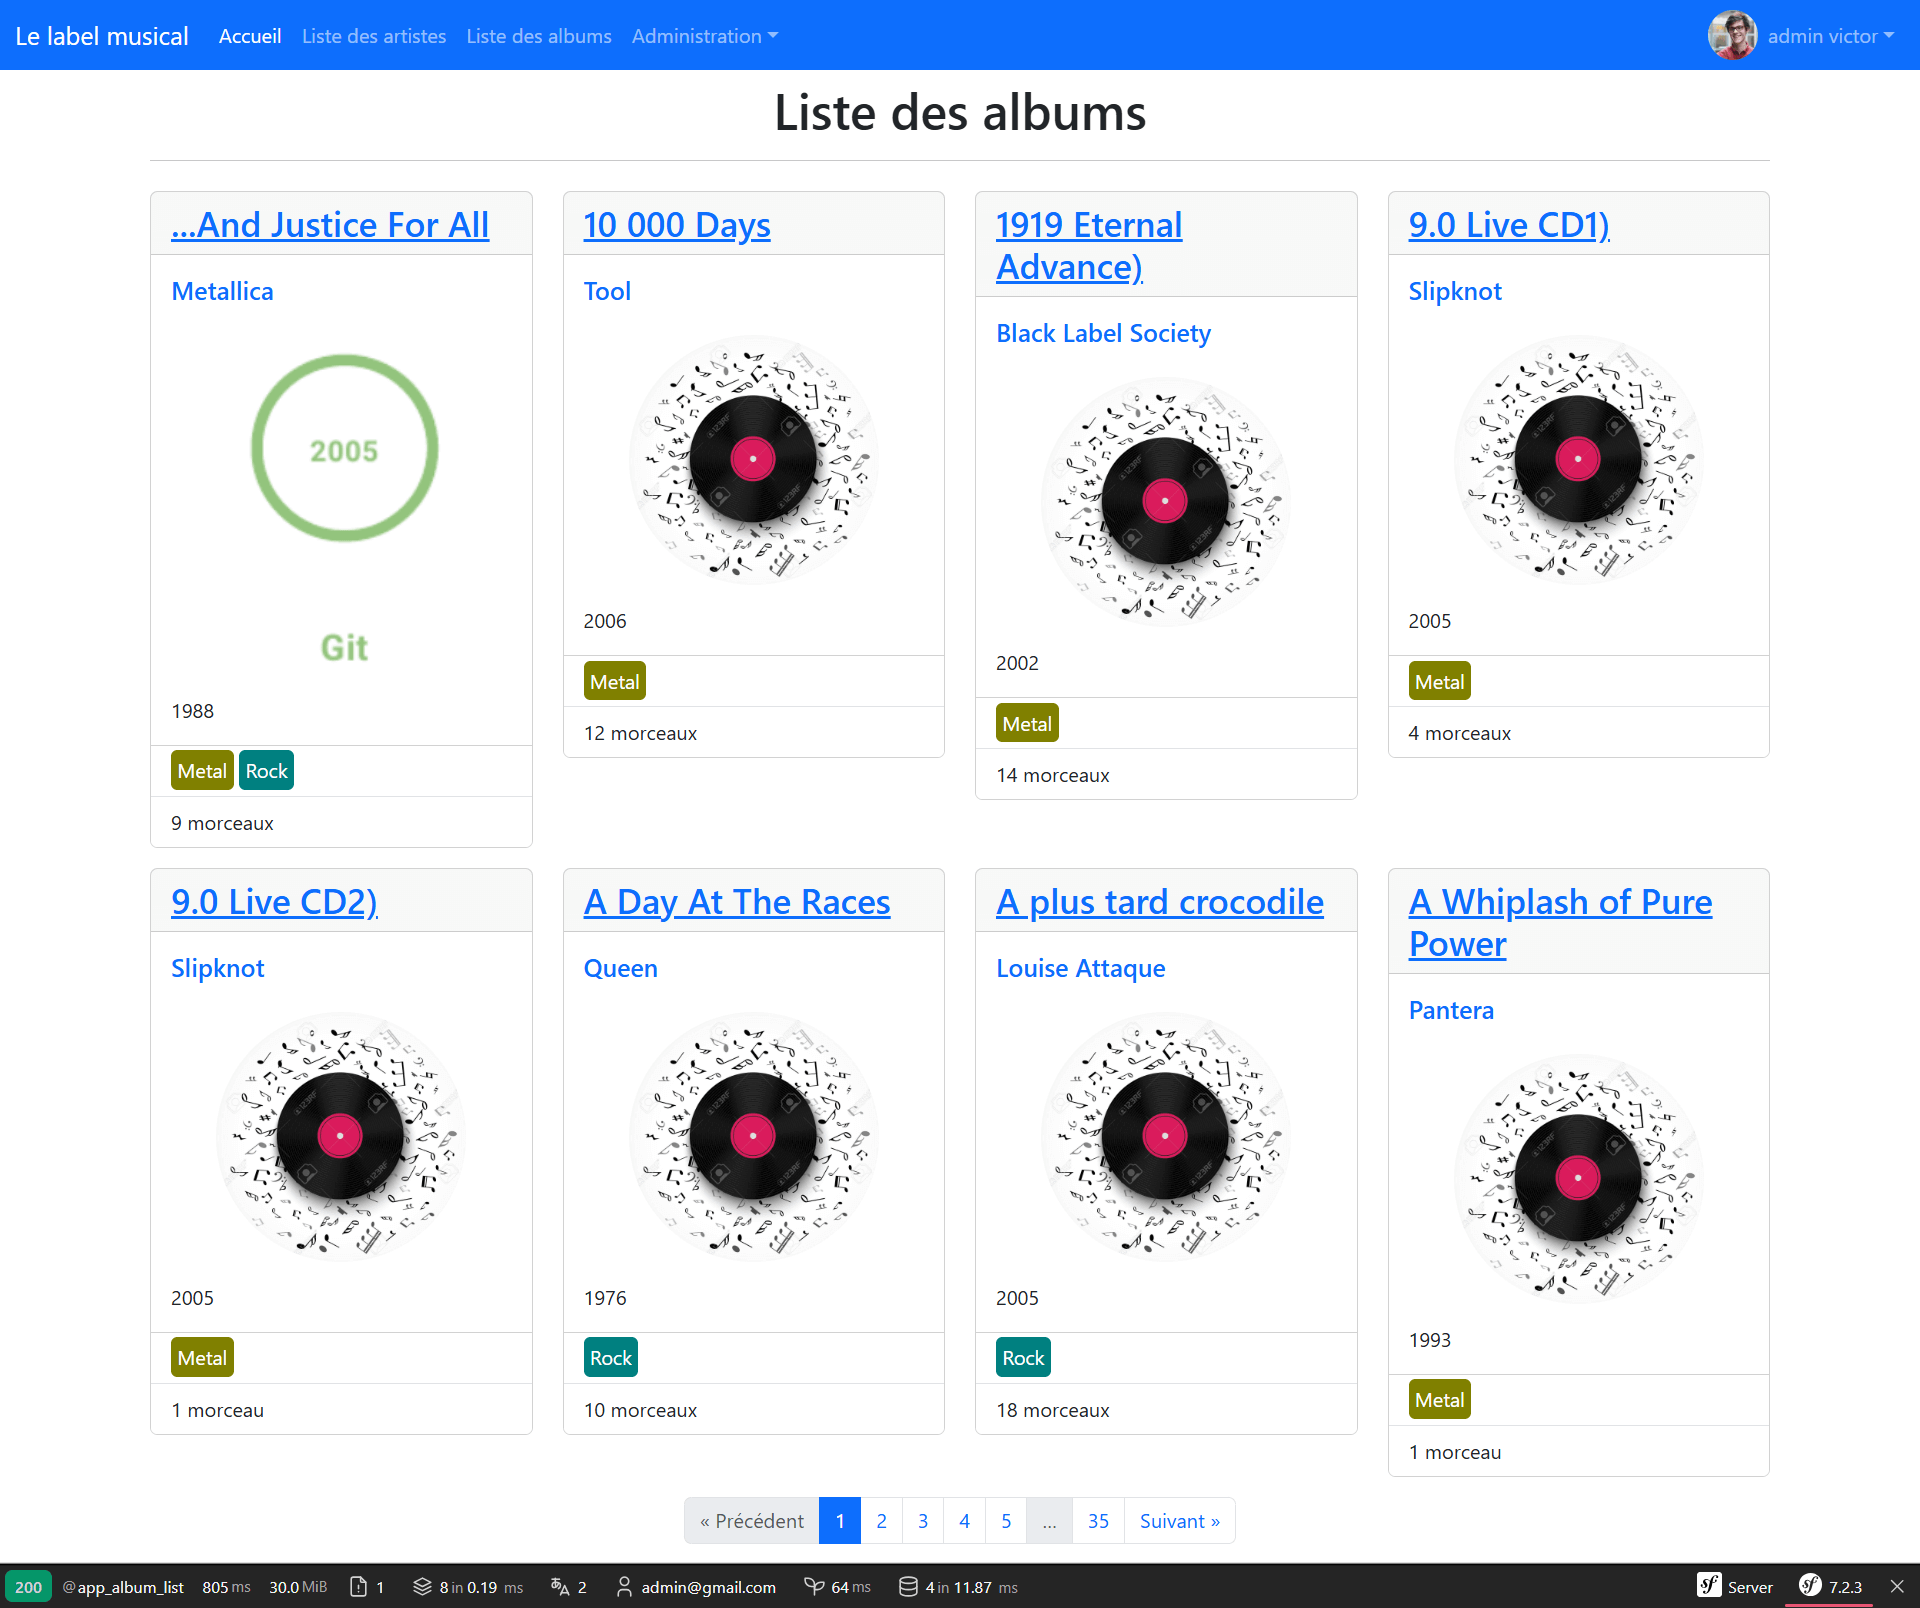 Le label musical Accueil Liste des artistes Liste des albums Administration admin victor
Liste des albums
...And Justice For All
Metallica
2005
Git
1988
Metal Rock
9 morceaux
10 000 Days
Tool
2006
Metal
12 morceaux
1919 Eternal
Advance)
Black Label Society
2002
Metal
14 morceaux
9.0 Live CD1)
Slipknot
2005
Metal
4 morceaux
9.0 Live CD2)
Slipknot
2005
Metal
1 morceau
A Day At The Races
Queen
1976
Rock
10 morceaux
A plus tard crocodile
Louise Attaque
2005
Rock
18 morceaux
A Whiplash of Pure
Power
Pantera
1993
Metal
1 morceau
« Précédent 1 2 3 4 5 ... 35 Suivant »
200 @app_album_list 805 ms 30.0 MiB 1 8 in 0.19 ms 2 admin@gmail.com 64 ms 4 in 11.87 ms Server 7.2.3